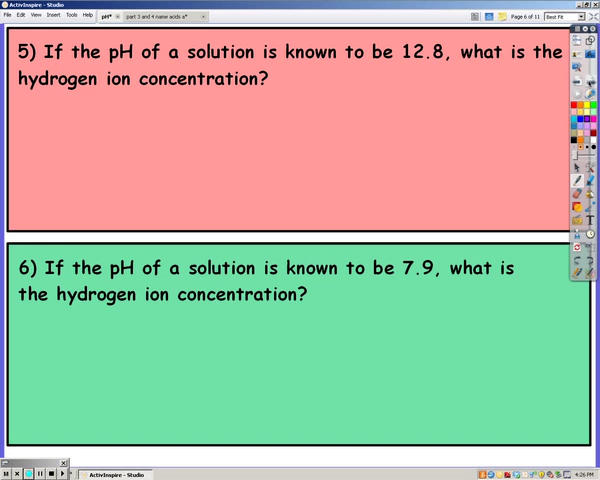 ActivInspire - Studio
File Edit View Insert Tools Help
pH* × part 3 and 4 name acids a* ×
Page 6 of 11 Best Fit
5) If the pH of a solution is known to be 12.8, what is the
hydrogen ion concentration?
6) If the pH of a solution is known to be 7.9, what is
the hydrogen ion concentration?
ActivInspire - Studio
4:26 PM